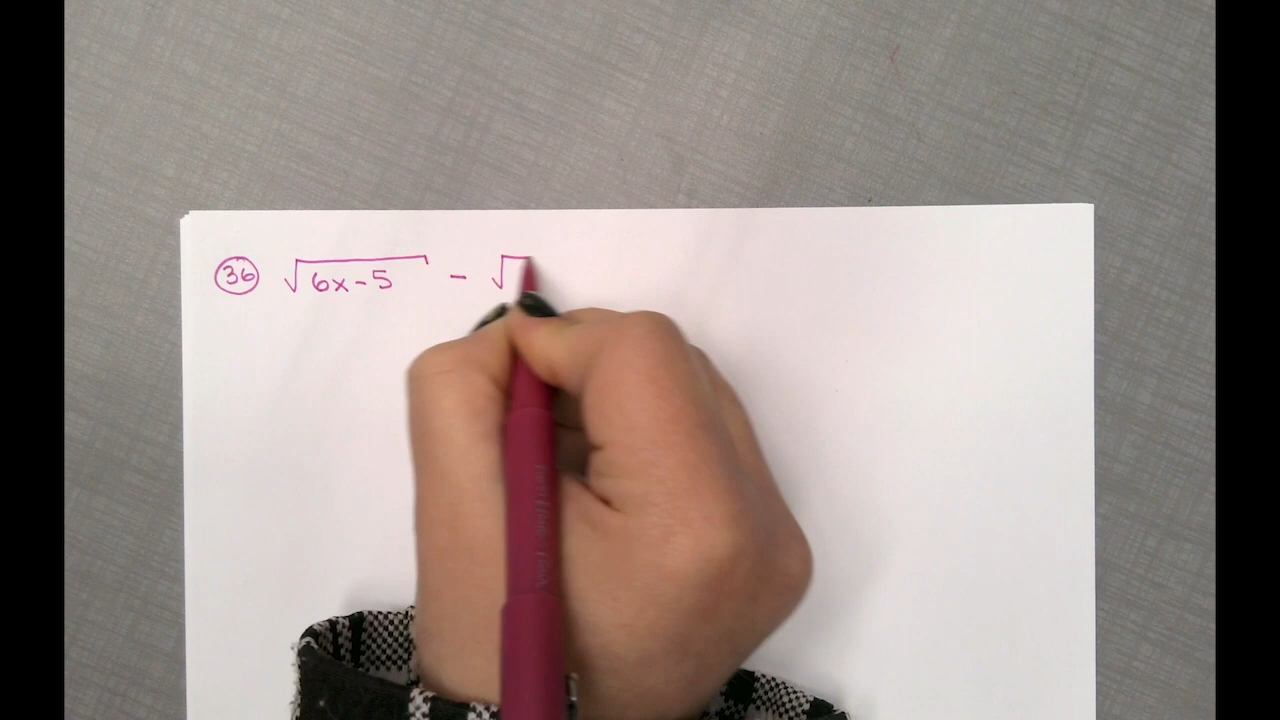 36 √(6x-5) - √